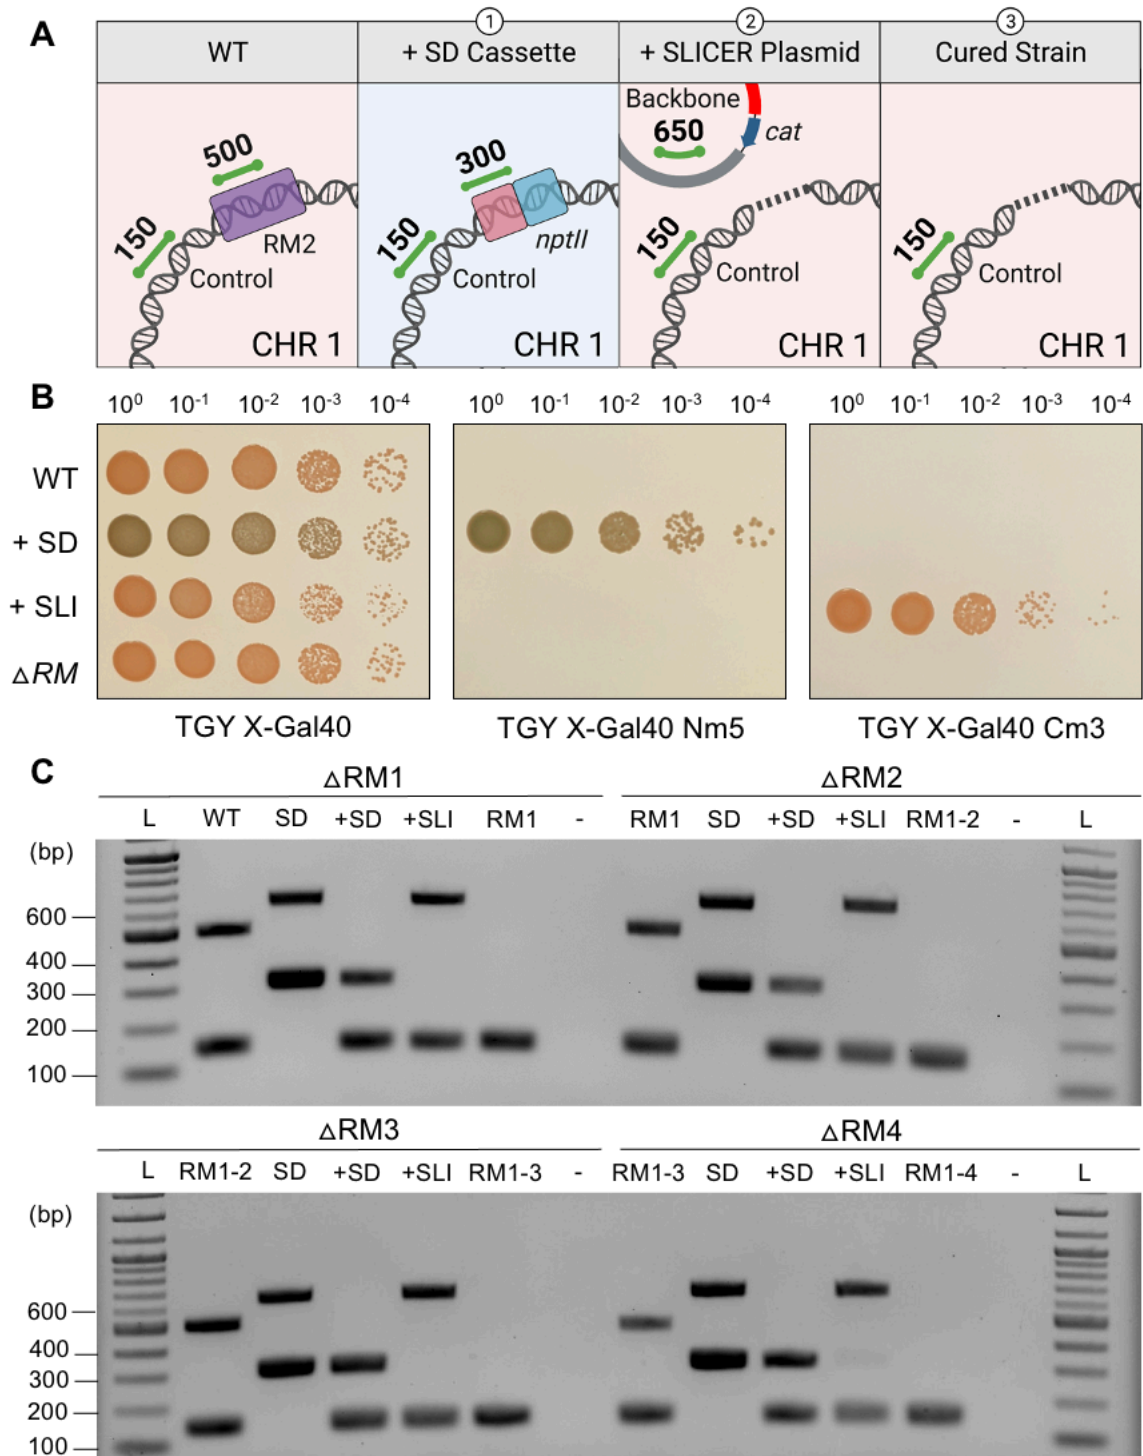 A
WT
1
+ SD Cassette
2
+ SLICER Plasmid
3
Cured Strain
500
RM2
150
Control
CHR 1
300
nptII
150
Control
CHR 1
Backbone
650
cat
150
Control
CHR 1
150
Control
CHR 1
B
10⁰ 10⁻¹ 10⁻² 10⁻³ 10⁻⁴
10⁰ 10⁻¹ 10⁻² 10⁻³ 10⁻⁴
10⁰ 10⁻¹ 10⁻² 10⁻³ 10⁻⁴
WT
+ SD
+ SLI
△RM
TGY X-Gal40
TGY X-Gal40 Nm5
TGY X-Gal40 Cm3
C
△RM1
△RM2
L WT SD +SD +SLI RM1 -
RM1 SD +SD +SLI RM1-2 - L
(bp)
600
400
300
200
100
△RM3
△RM4
L RM1-2 SD +SD +SLI RM1-3 -
RM1-3 SD +SD +SLI RM1-4 - L
(bp)
600
400
300
200
100